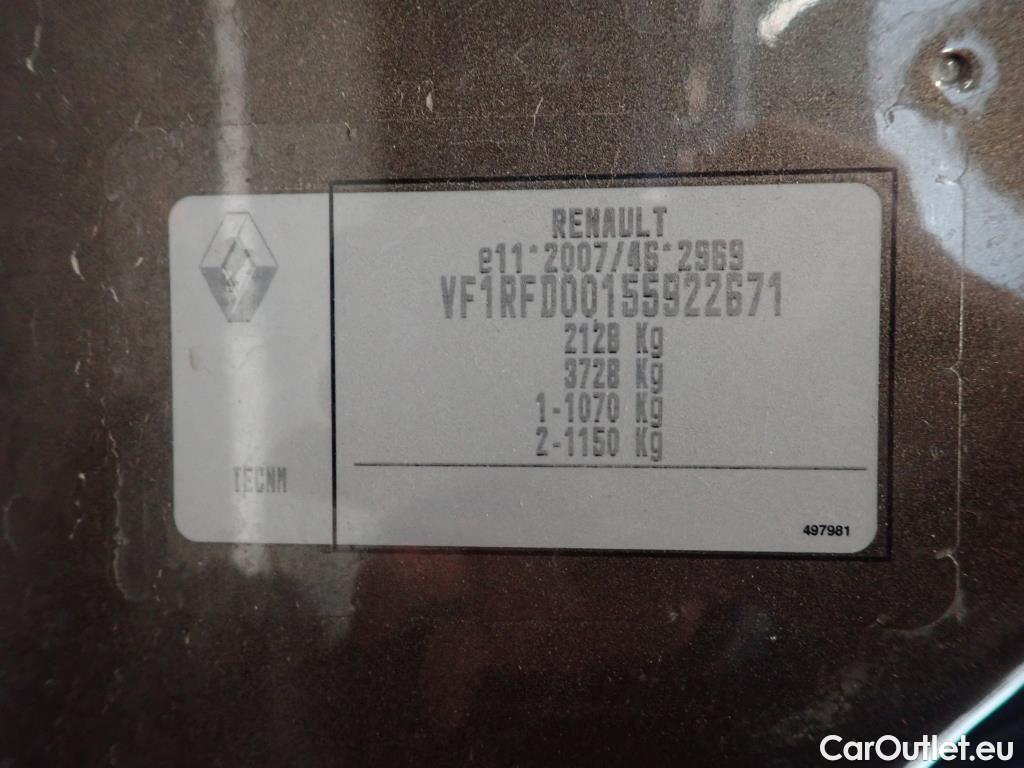 RENAULT
e11*2007/46*2969
VF1RFD00155922671
2128 Kg
3728 Kg
1-1070 Kg
2-1150 Kg
TECNM
497981
CarOutlet.eu